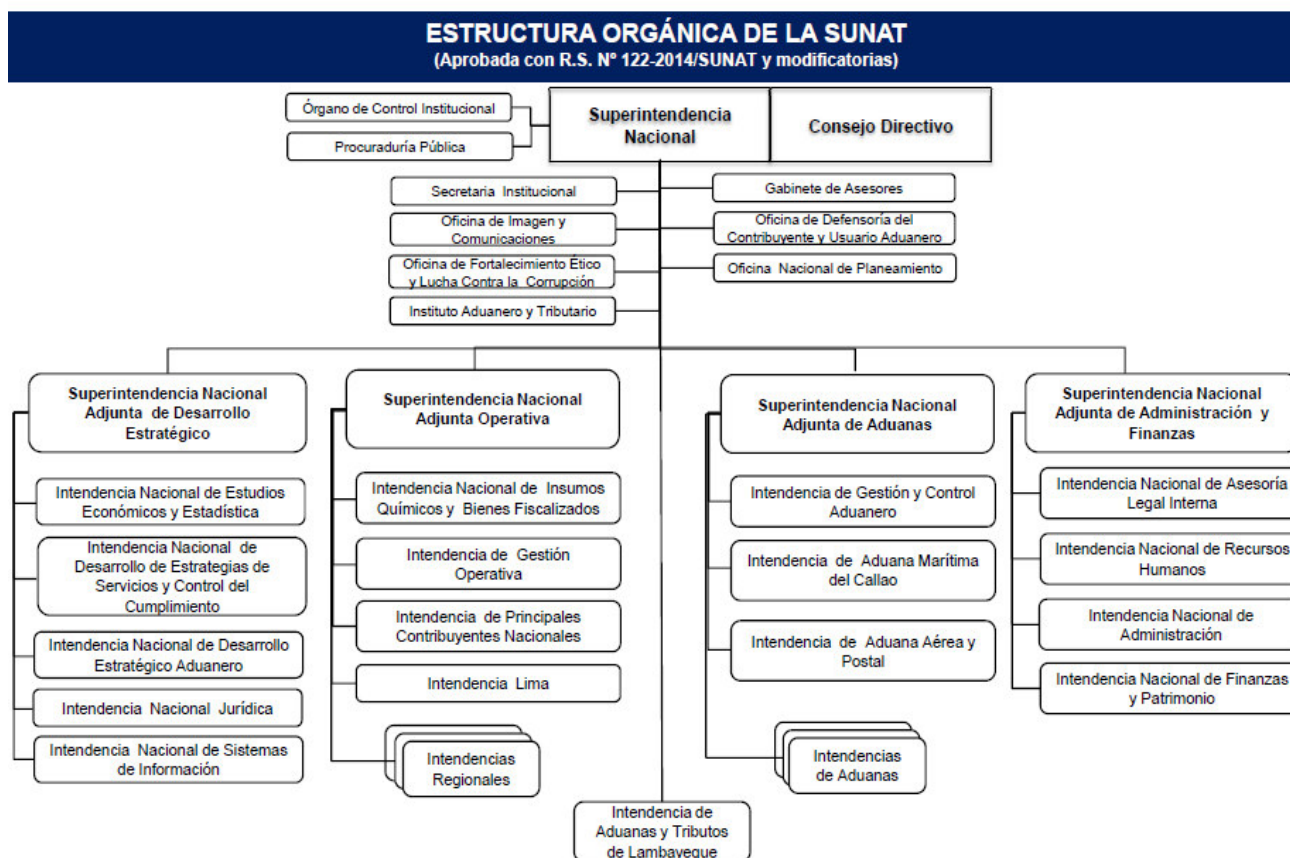 ESTRUCTURA ORGÁNICA DE LA SUNAT
(Aprobada con R.S. Nº 122-2014/SUNAT y modificatorias)
Órgano de Control Institucional
Procuraduría Pública
Superintendencia
Nacional
Consejo Directivo
Secretaria Institucional
Gabinete de Asesores
Oficina de Imagen y
Comunicaciones
Oficina de Defensoría del
Contribuyente y Usuario Aduanero
Oficina de Fortalecimiento Ético
y Lucha Contra la Corrupción
Oficina Nacional de Planeamiento
Instituto Aduanero y Tributario
Superintendencia Nacional
Adjunta de Desarrollo
Estratégico
Intendencia Nacional de Estudios
Económicos y Estadística
Intendencia Nacional de
Desarrollo de Estrategias de
Servicios y Control del
Cumplimiento
Intendencia Nacional de Desarrollo
Estratégico Aduanero
Intendencia Nacional Jurídica
Intendencia Nacional de Sistemas
de Información
Superintendencia Nacional
Adjunta Operativa
Intendencia Nacional de Insumos
Químicos y Bienes Fiscalizados
Intendencia de Gestión
Operativa
Intendencia de Principales
Contribuyentes Nacionales
Intendencia Lima
Intendencias
Regionales
Superintendencia Nacional
Adjunta de Aduanas
Intendencia de Gestión y Control
Aduanero
Intendencia de Aduana Marítima
del Callao
Intendencia de Aduana Aérea y
Postal
Intendencias
de Aduanas
Superintendencia Nacional
Adjunta de Administración y
Finanzas
Intendencia Nacional de Asesoría
Legal Interna
Intendencia Nacional de Recursos
Humanos
Intendencia Nacional de
Administración
Intendencia Nacional de Finanzas
y Patrimonio
Intendencia de
Aduanas y Tributos
de Lambayeque